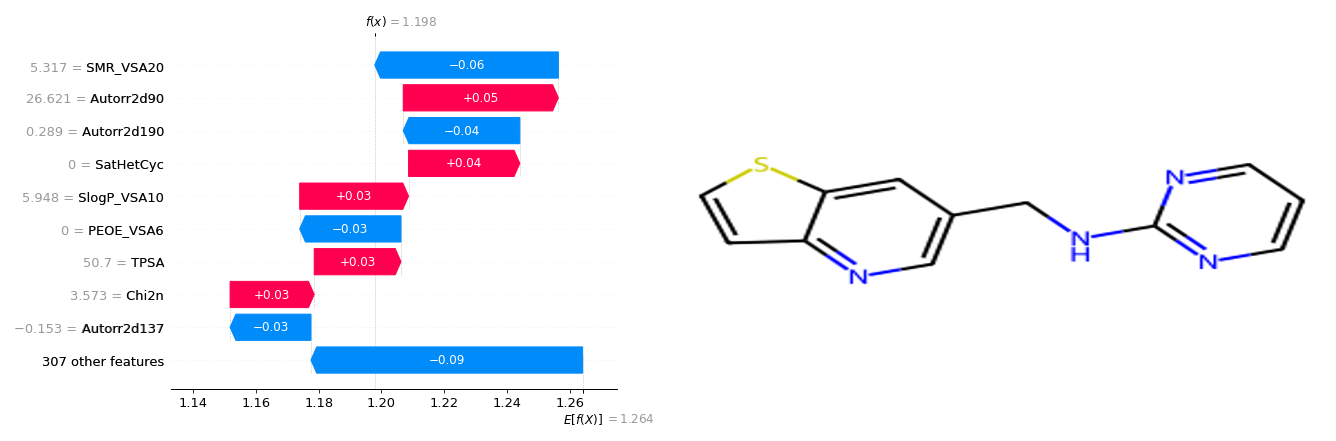 f(x) = 1.198
5.317 = SMR_VSA20
−0.06
26.621 = Autorr2d90
+0.05
0.289 = Autorr2d190
−0.04
0 = SatHetCyc
+0.04
5.948 = SlogP_VSA10
+0.03
0 = PEOE_VSA6
−0.03
50.7 = TPSA
+0.03
3.573 = Chi2n
+0.03
−0.153 = Autorr2d137
−0.03
307 other features
−0.09
1.14 1.16 1.18 1.20 1.22 1.24 1.26
E[f(X)] = 1.264
S
N
N
H
N
N